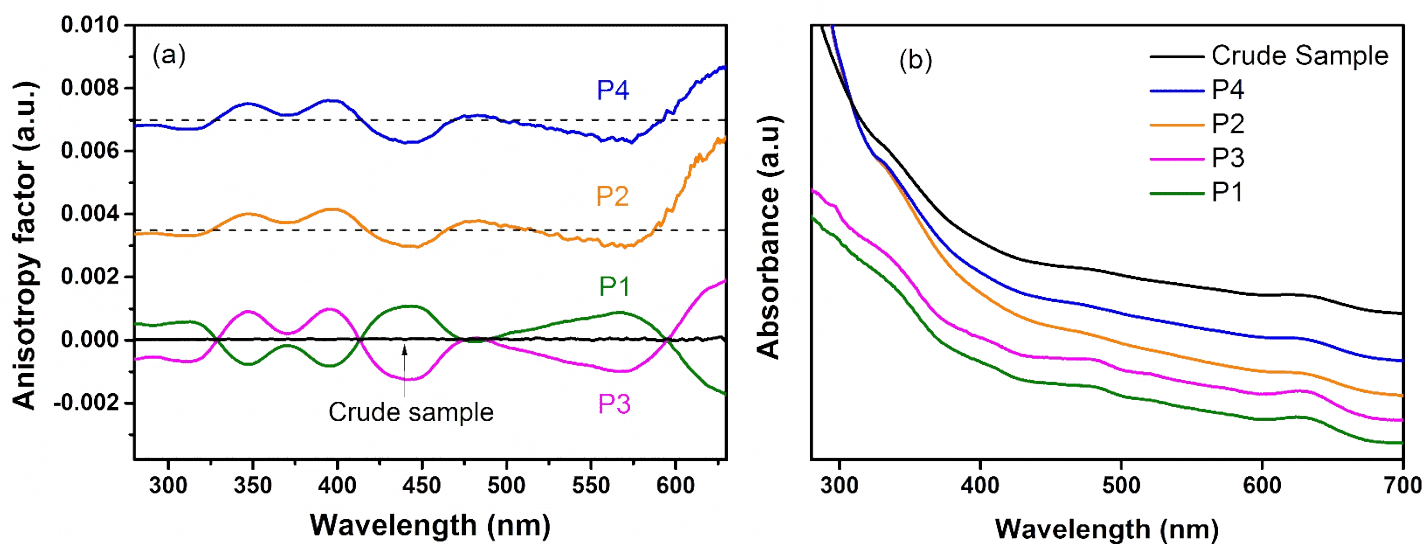 Anisotropy factor (a.u.)
0.010
0.008
0.006
0.004
0.002
0.000
-0.002
(a)
P4
P2
P1
P3
Crude sample
300 350 400 450 500 550 600
Wavelength (nm)
Absorbance (a.u)
(b)
Crude Sample
P4
P2
P3
P1
300 400 500 600 700
Wavelength (nm)